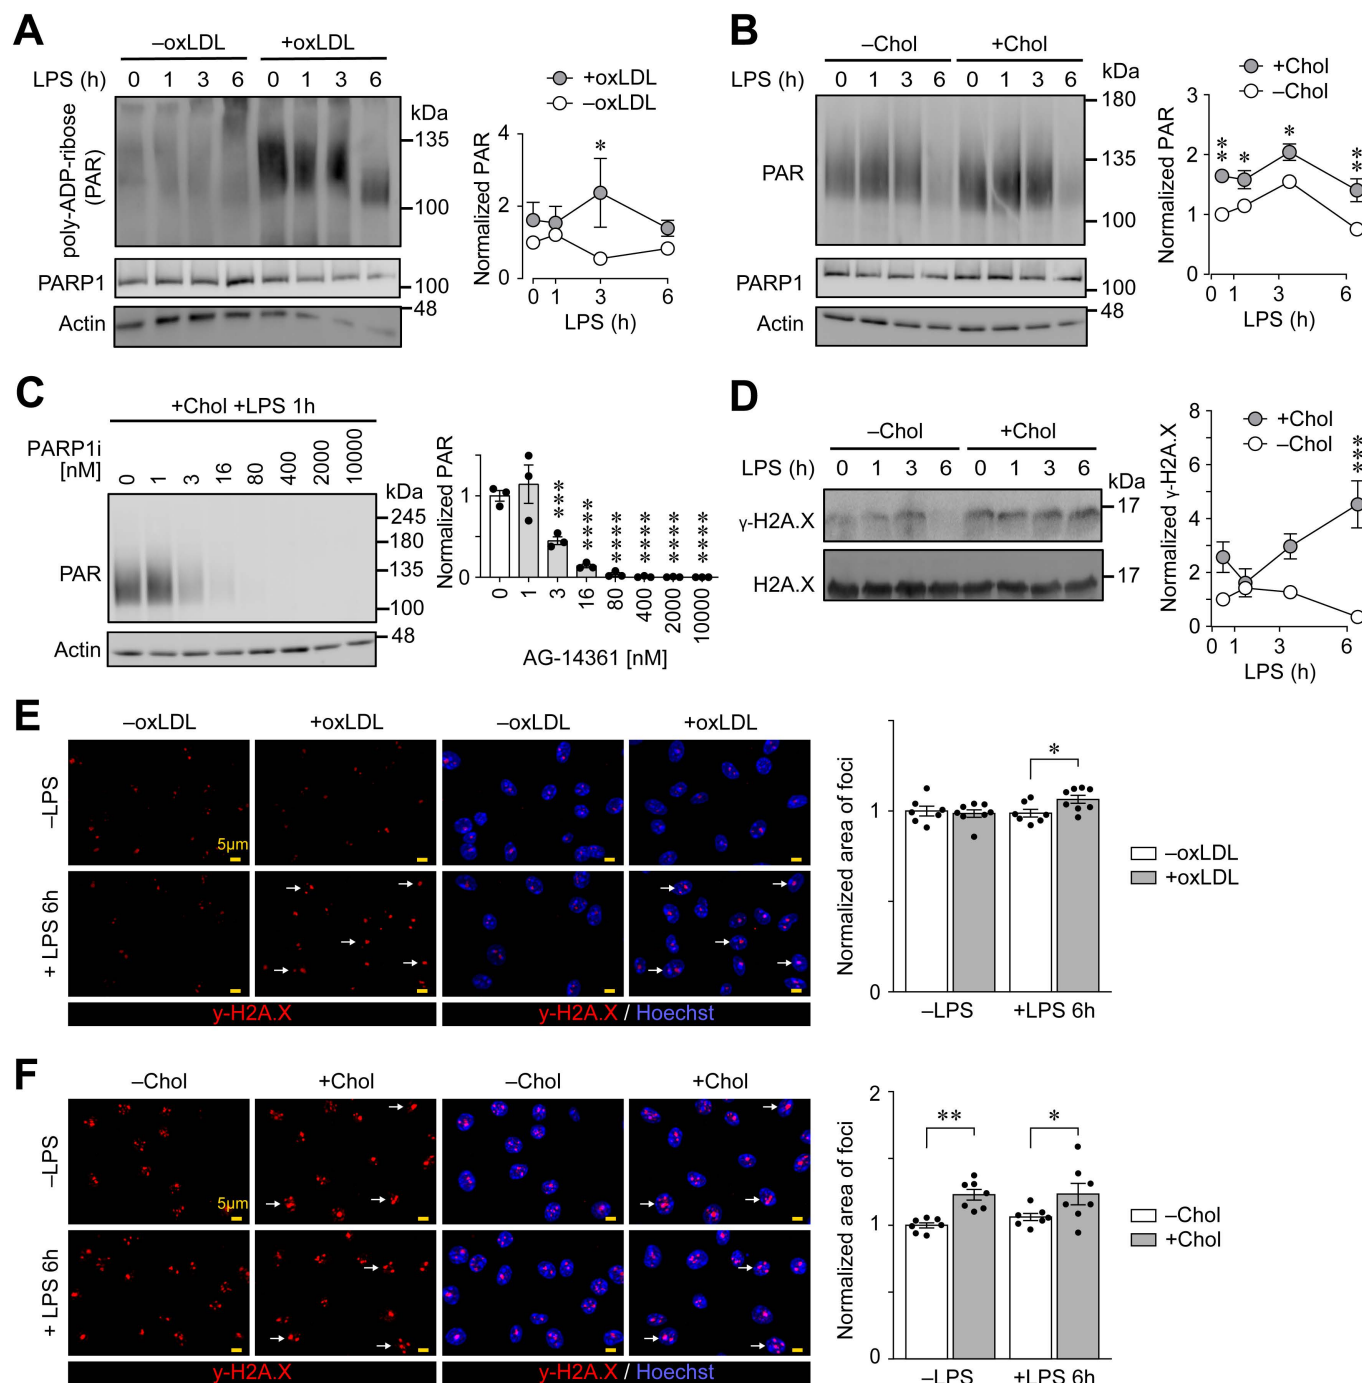 A
–oxLDL +oxLDL
LPS (h) 0 1 3 6 0 1 3 6
poly-ADP-ribose
(PAR)
kDa
135
100
PARP1
100
48
Actin
+oxLDL
–oxLDL
Normalized PAR
4
2
0
*
0 1 3 6
LPS (h)
B
–Chol +Chol
LPS (h) 0 1 3 6 0 1 3 6
kDa
180
PAR
135
100
PARP1
100
48
Actin
+Chol
–Chol
Normalized PAR
3
2
1
0
** * * **
0 1 3 6
LPS (h)
C
+Chol +LPS 1h
PARP1i
[nM]
0 1 3 16 80 400 2000 10000
kDa
245
180
PAR
135
100
48
Actin
Normalized PAR
1
0
*** **** **** **** **** ****
0 1 3 16 80 400 2000 10000
AG-14361 [nM]
D
–Chol +Chol
LPS (h) 0 1 3 6 0 1 3 6
kDa
γ-H2A.X
17
H2A.X
17
+Chol
–Chol
Normalized γ-H2A.X
8
6
4
2
0
***
0 1 3 6
LPS (h)
E
–oxLDL +oxLDL –oxLDL +oxLDL
–LPS
5μm
+ LPS 6h
y-H2A.X y-H2A.X / Hoechst
Normalized area of foci
1
0
*
–LPS +LPS 6h
–oxLDL
+oxLDL
F
–Chol +Chol –Chol +Chol
–LPS
5μm
+ LPS 6h
y-H2A.X y-H2A.X / Hoechst
Normalized area of foci
2
1
0
** *
–LPS +LPS 6h
–Chol
+Chol